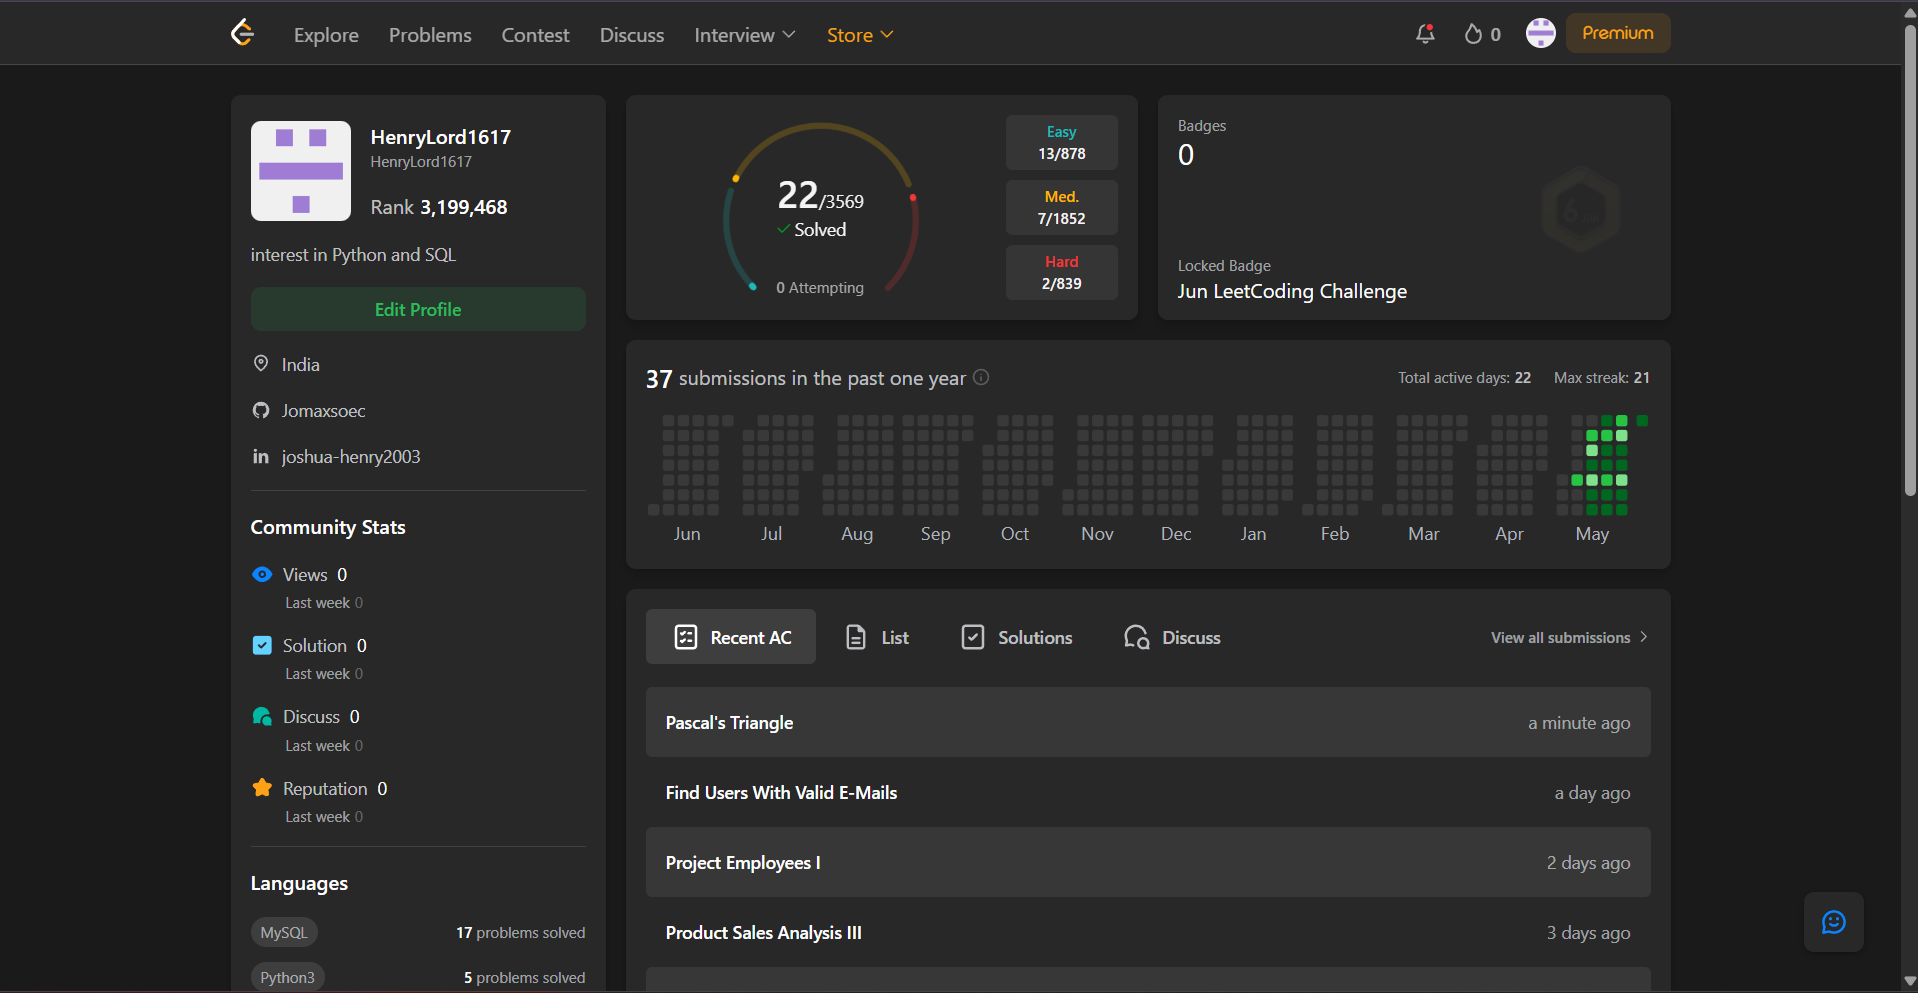 Explore Problems Contest Discuss Interview Store 0 Premium
HenryLord1617
HenryLord1617
Rank 3,199,468
interest in Python and SQL
Edit Profile
India
Jomaxsoec
in joshua-henry2003
Community Stats
Views 0
Last week 0
Solution 0
Last week 0
Discuss 0
Last week 0
Reputation 0
Last week 0
Languages
MySQL 17 problems solved
Python3 5 problems solved
22/3569
Solved
0 Attempting
Easy
13/878
Med.
7/1852
Hard
2/839
Badges
0
Locked Badge
Jun LeetCoding Challenge
37 submissions in the past one year Total active days: 22 Max streak: 21
Jun Jul Aug Sep Oct Nov Dec Jan Feb Mar Apr May
Recent AC List Solutions Discuss View all submissions
Pascal's Triangle a minute ago
Find Users With Valid E-Mails a day ago
Project Employees I 2 days ago
Product Sales Analysis III 3 days ago